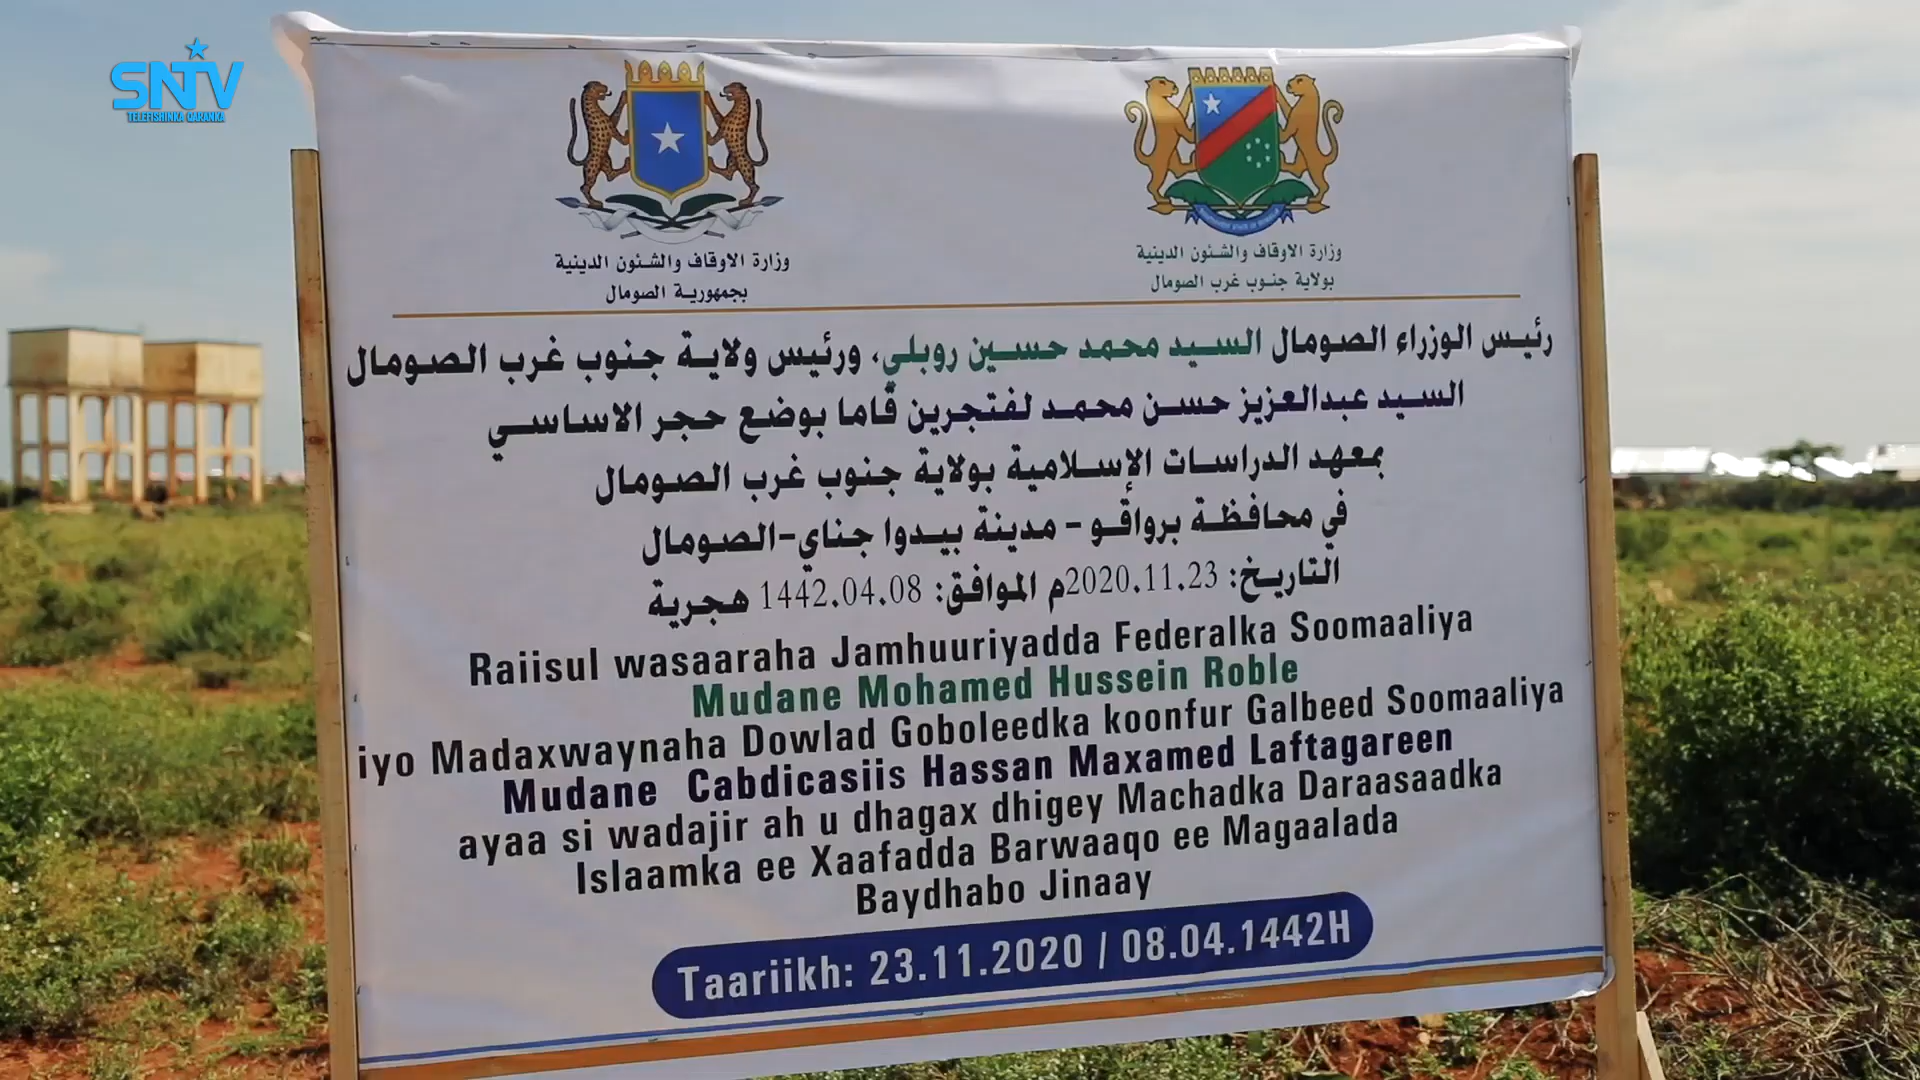 SNTV
TELEFISHINKA QARANKA
وزارة الاوقاف والشئون الدينية
بجمهورية الصومال
وزارة الاوقاف والشئون الدينية
بولاية جنوب غرب الصومال
رئيس الوزراء الصومال السيد محمد حسين روبلي، ورئيس ولاية جنوب غرب الصومال
السيد عبدالعزيز حسن محمد لفتجرين قاما بوضع حجر الاساسي
بمعهد الدراسات الإسلامية بولاية جنوب غرب الصومال
في محافظة برواقو - مدينة بيدوا جناي-الصومال
التاريخ: 2020.11.23م الموافق: 1442.04.08 هجرية
Raiisul wasaaraha Jamhuuriyadda Federalka Soomaaliya
Mudane Mohamed Hussein Roble
iyo Madaxwaynaha Dowlad Goboleedka koonfur Galbeed Soomaaliya
Mudane Cabdicasiis Hassan Maxamed Laftagareen
ayaa si wadajir ah u dhagax dhigey Machadka Daraasaadka
Islaamka ee Xaafadda Barwaaqo ee Magaalada
Baydhabo Jinaay
Taariikh: 23.11.2020 / 08.04.1442H